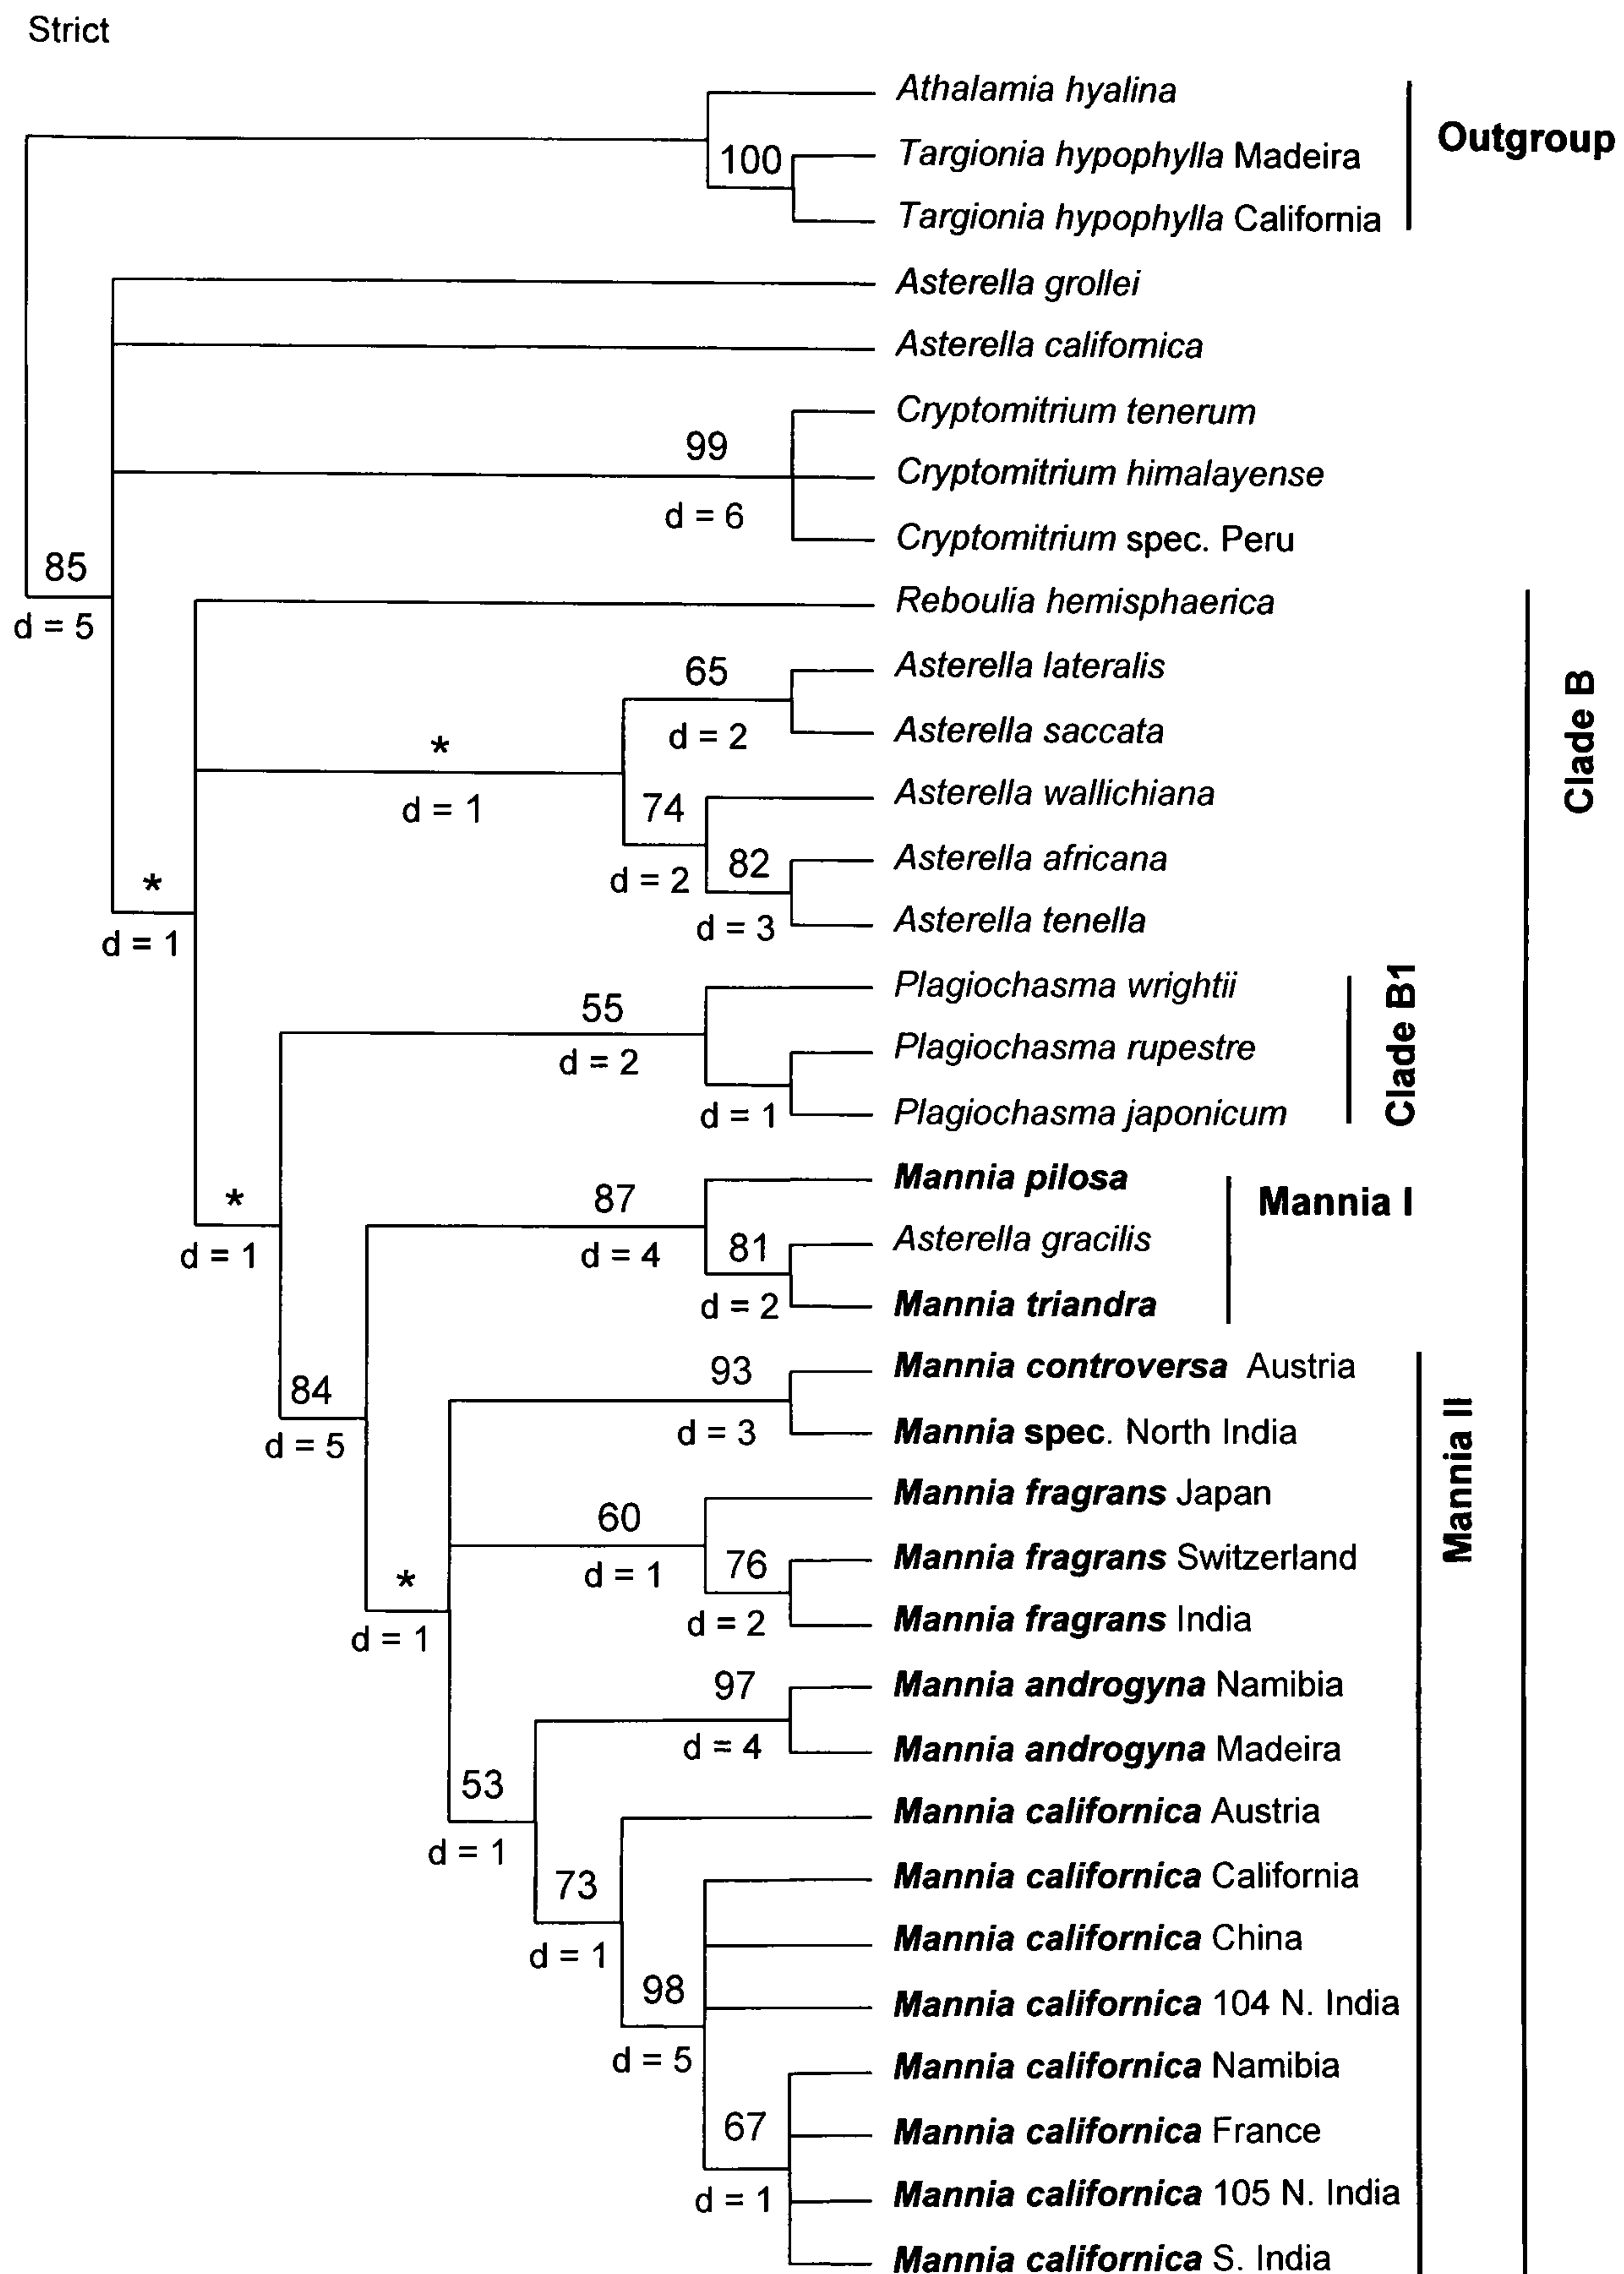 Strict
Athalamia hyalina
Outgroup
100
Targionia hypophylla Madeira
Targionia hypophylla California
Asterella grollei
Asterella californica
Cryptomitrium tenerum
99
Cryptomitrium himalayense
d = 6
Cryptomitrium spec. Peru
85
d = 5
Reboulia hemisphaerica
Clade B
65
Asterella lateralis
d = 2
Asterella saccata
*
d = 1
74
Asterella wallichiana
d = 2
82
Asterella africana
d = 3
Asterella tenella
*
d = 1
Plagiochasma wrightii
Clade B1
55
d = 2
Plagiochasma rupestre
d = 1
Plagiochasma japonicum
*
d = 1
Mannia pilosa
Mannia I
87
d = 4
81
Asterella gracilis
d = 2
Mannia triandra
84
d = 5
93
Mannia controversa Austria
d = 3
Mannia spec. North India
Mannia II
Mannia fragrans Japan
60
d = 1
76
Mannia fragrans Switzerland
d = 2
Mannia fragrans India
*
d = 1
97
Mannia androgyna Namibia
d = 4
Mannia androgyna Madeira
53
d = 1
Mannia californica Austria
73
d = 1
Mannia californica California
Mannia californica China
98
Mannia californica 104 N. India
d = 5
Mannia californica Namibia
67
Mannia californica France
d = 1
Mannia californica 105 N. India
Mannia californica S. India